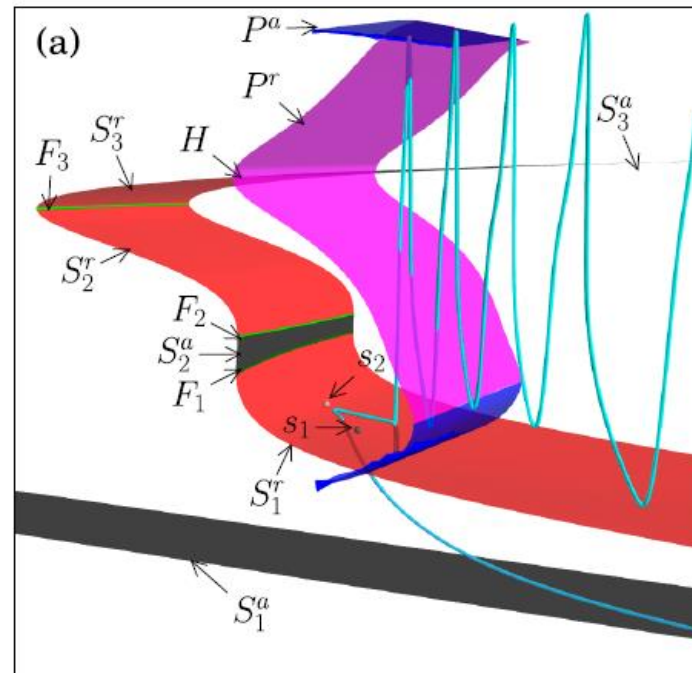 (a)
P^a
P^r
S_3^a
S_3^r
H
F_3
S_2^r
F_2
S_2^a
s_2
F_1
s_1
S_1^r
S_1^a